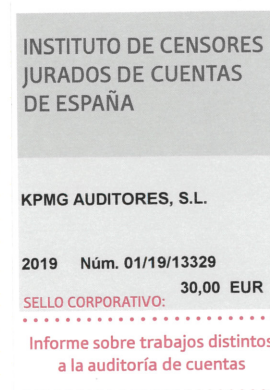 INSTITUTO DE CENSORES
JURADOS DE CUENTAS
DE ESPAÑA
KPMG AUDITORES, S.L.
2019 Núm. 01/19/13329
30,00 EUR
SELLO CORPORATIVO:
Informe sobre trabajos distintos
a la auditoría de cuentas